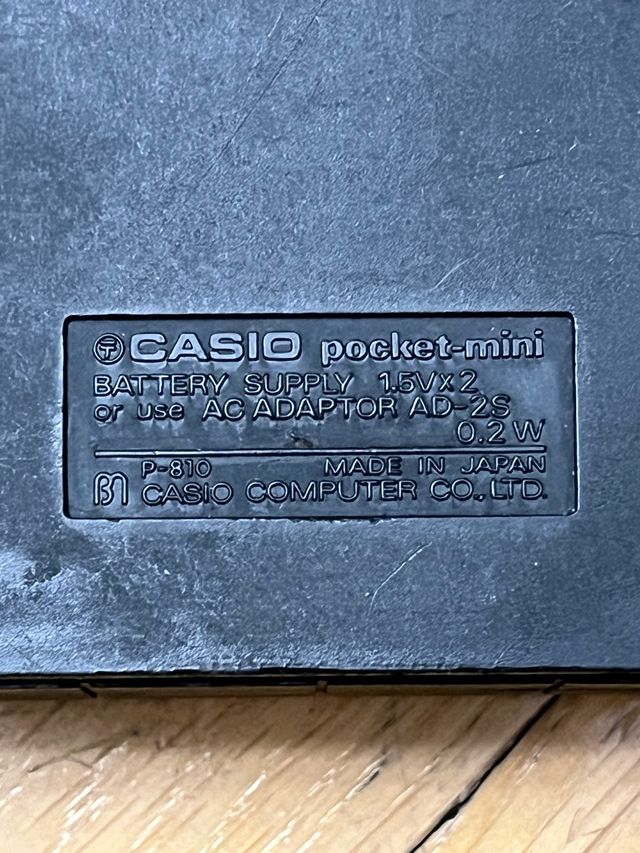 Ⓣ CASIO pocket-mini
BATTERY SUPPLY 1.5V×2
or use AC ADAPTOR AD-2S
0.2W
P-810 MADE IN JAPAN
CASIO COMPUTER CO., LTD.